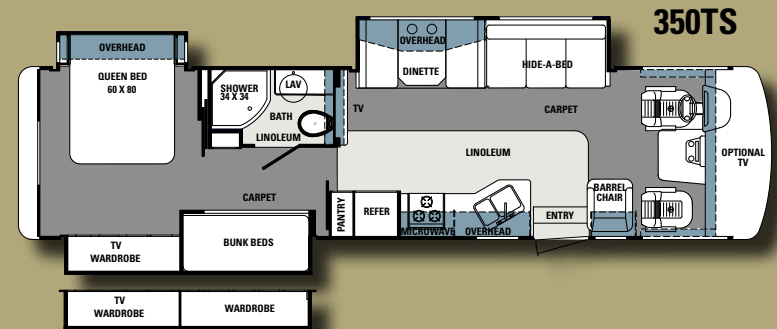 350TS
OVERHEAD
QUEEN BED
60 X 80
SHOWER
34 X 34
LAV
BATH
LINOLEUM
OVERHEAD
DINETTE
HIDE-A-BED
TV
CARPET
LINOLEUM
OPTIONAL
TV
CARPET
PANTRY
REFER
MICROWAVE
OVERHEAD
ENTRY
BARREL
CHAIR
TV
WARDROBE
BUNK BEDS
TV
WARDROBE
WARDROBE